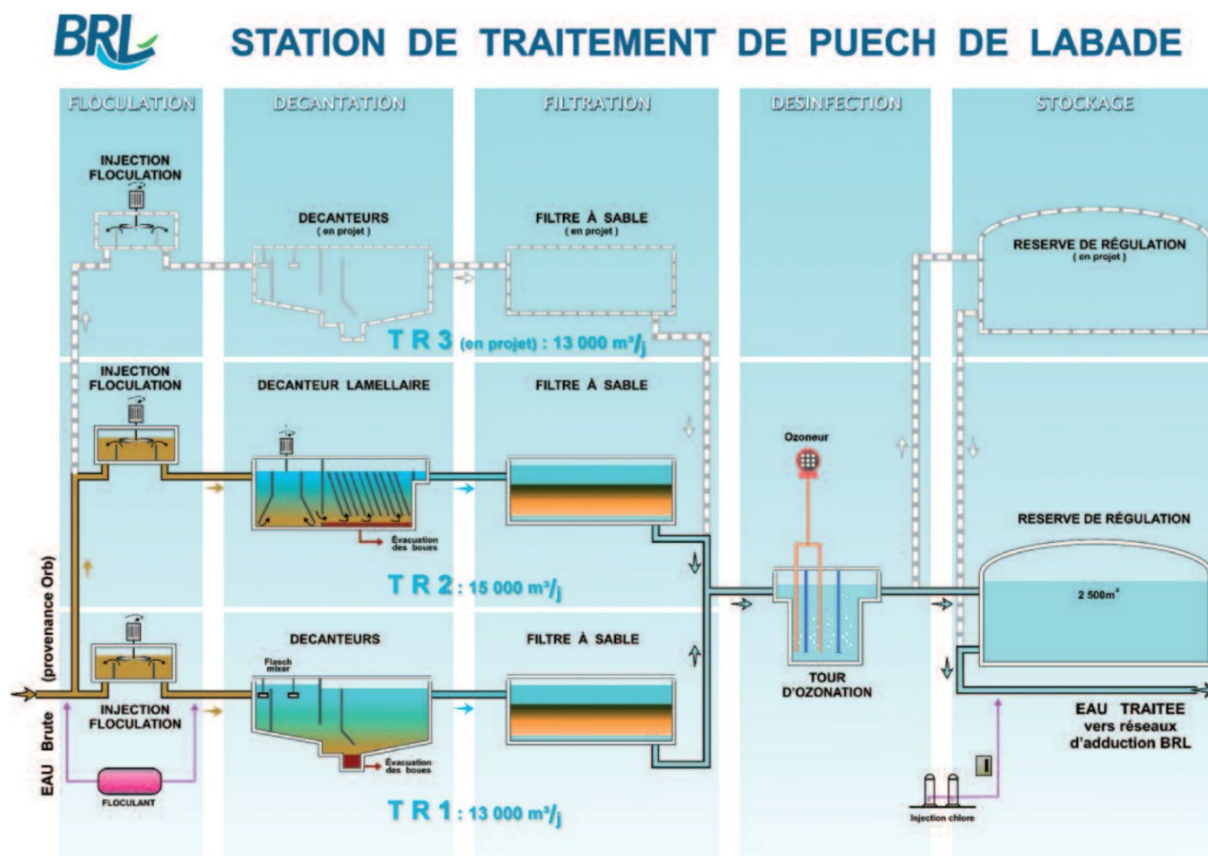 BRL STATION DE TRAITEMENT DE PUECH DE LABADE
FLOCULATION
DECANTATION
FILTRATION
DESINFECTION
STOCKAGE
INJECTION
FLOCULATION
DECANTEURS
( en projet )
FILTRE À SABLE
( en projet )
RESERVE DE RÉGULATION
( en projet )
T R 3 (en projet) : 13 000 m³/j
INJECTION
FLOCULATION
DECANTEUR LAMELLAIRE
FILTRE À SABLE
Ozoneur
RESERVE DE RÉGULATION
Évacuation
des boues
T R 2 : 15 000 m³/j
2 500m³
EAU Brute (provenance Orb)
INJECTION
FLOCULATION
DECANTEURS
Flasch
mixer
FILTRE À SABLE
TOUR
D'OZONATION
Évacuation
des boues
EAU TRAITEE
vers réseaux
d'adduction BRL
FLOCULANT
T R 1 : 13 000 m³/j
Injection chlore